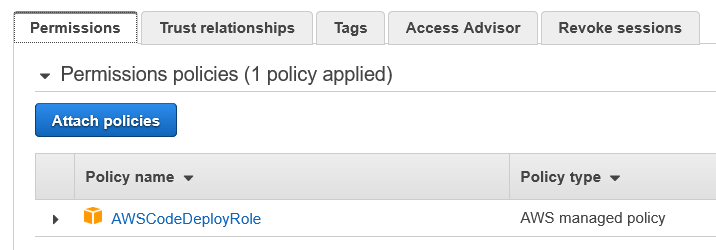 Permissions Trust relationships Tags Access Advisor Revoke sessions
Permissions policies (1 policy applied)
Attach policies
Policy name Policy type
AWSCodeDeployRole AWS managed policy